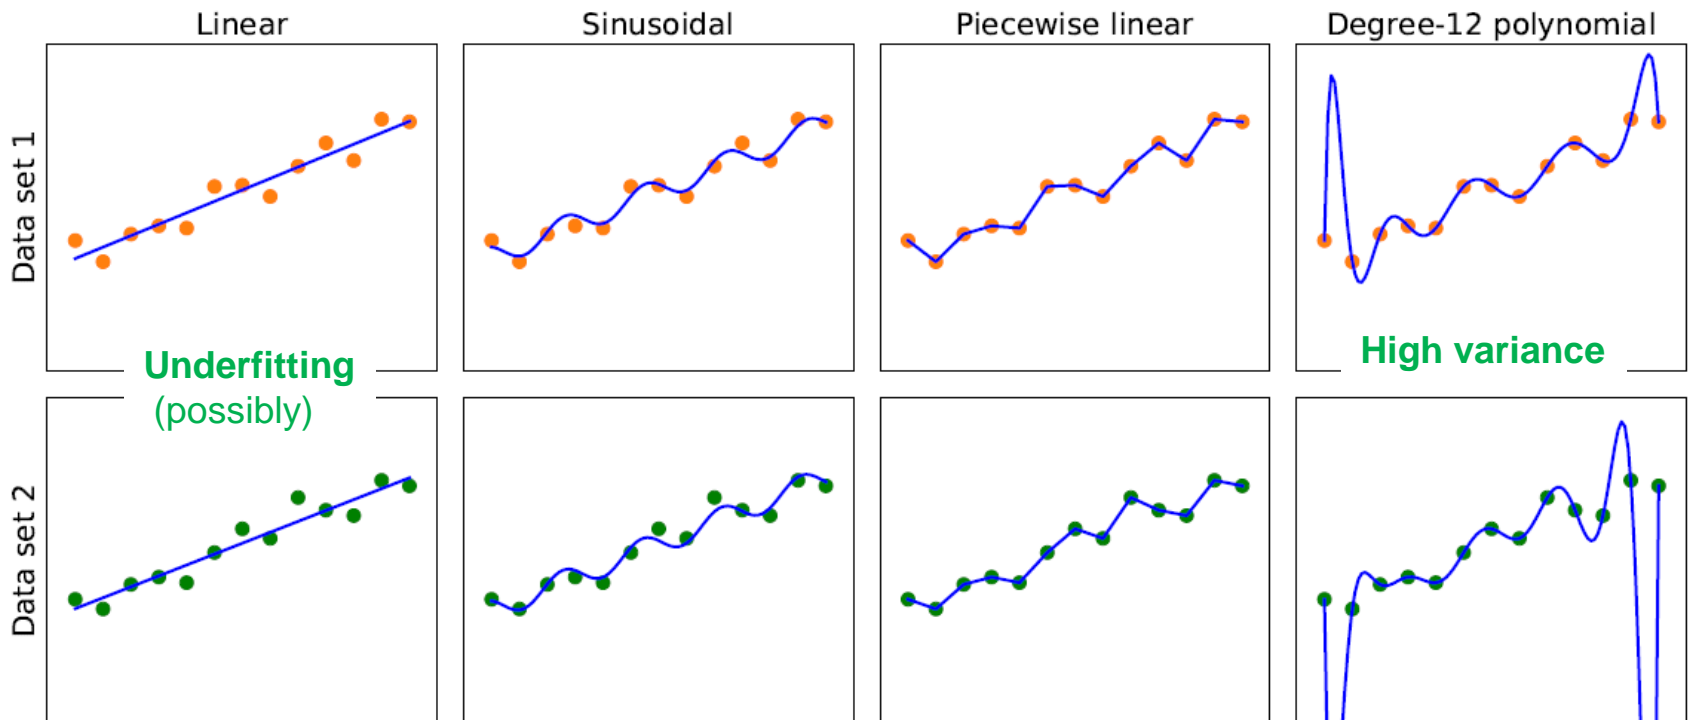 Linear
Sinusoidal
Piecewise linear
Degree-12 polynomial
Data set 1
Underfitting
(possibly)
High variance
Data set 2